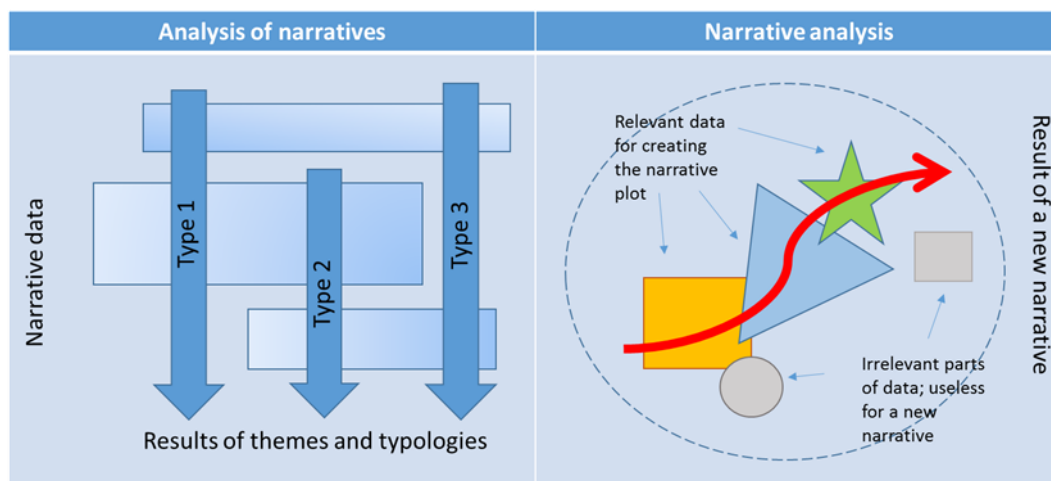 Analysis of narratives
Narrative analysis
Narrative data
Type 1
Type 2
Type 3
Results of themes and typologies
Relevant data
for creating
the narrative
plot
Irrelevant parts
of data; useless
for a new
narrative
Result of a new narrative